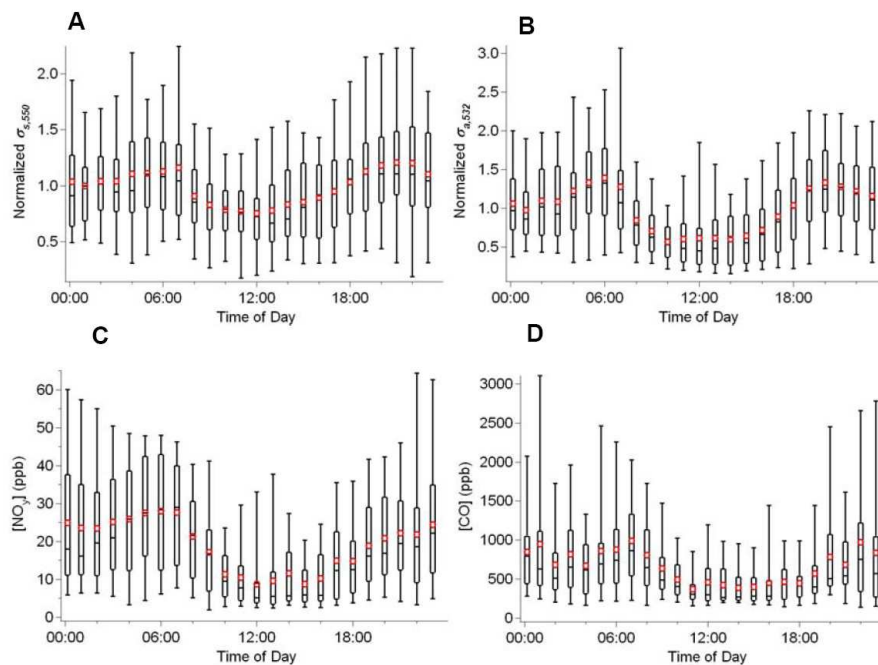 A
B
Normalized σs,550
2.0
1.5
1.0
0.5
00:00 06:00 12:00 18:00
Time of Day
Normalized σa,532
3.0
2.5
2.0
1.5
1.0
0.5
00:00 06:00 12:00 18:00
Time of Day
C
D
[NOy] (ppb)
60
50
40
30
20
10
0
00:00 06:00 12:00 18:00
Time of Day
[CO] (ppb)
3000
2500
2000
1500
1000
500
0
00:00 06:00 12:00 18:00
Time of Day